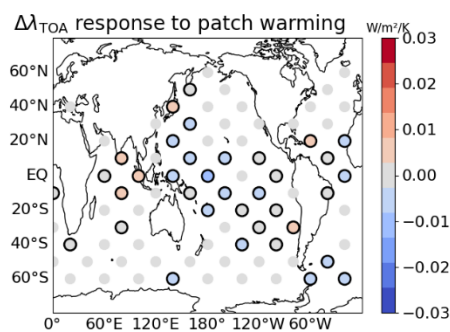 Δλ_TOA response to patch warming
W/m²/K
60°N
40°N
20°N
EQ
20°S
40°S
60°S
0° 60°E 120°E 180° 120°W 60°W
0.03
0.02
0.01
0.00
−0.01
−0.02
−0.03